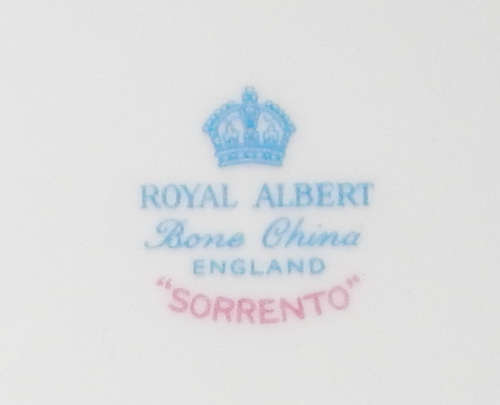 ROYAL ALBERT
Bone China
ENGLAND
"SORRENTO"